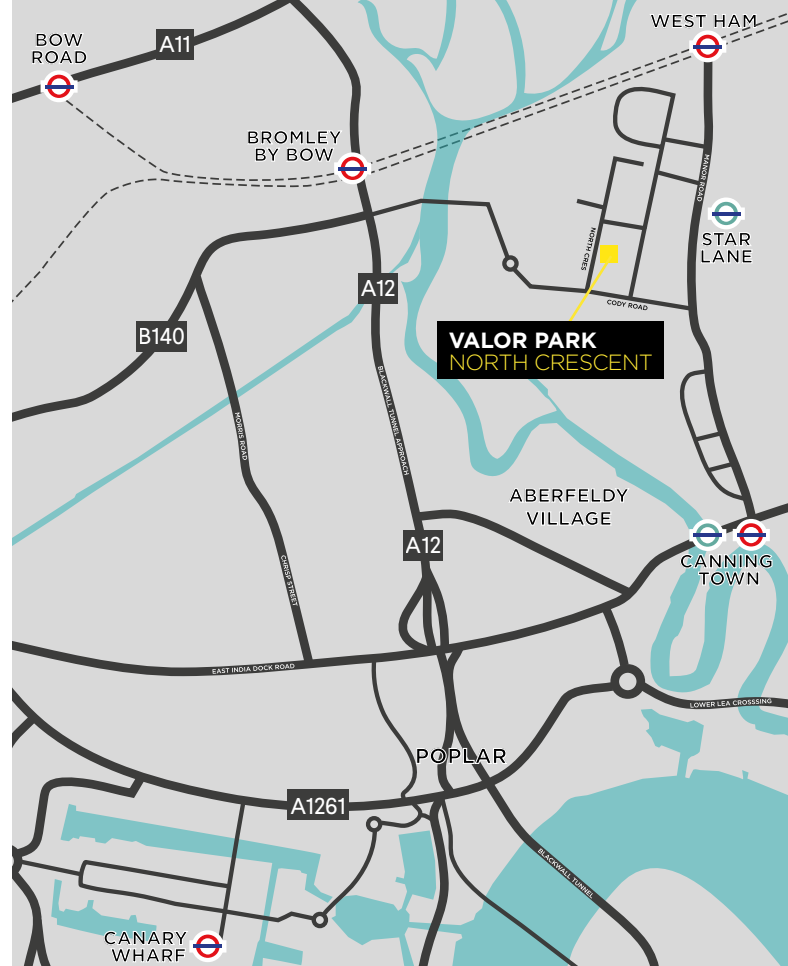 WEST HAM
BOW
ROAD
A11
BROMLEY
BY BOW
MANOR ROAD
STAR
LANE
NORTH CRES
A12
CODY ROAD
B140
VALOR PARK
NORTH CRESCENT
BLACKWALL TUNNEL APPROACH
MORRIS ROAD
ABERFELDY
VILLAGE
A12
CANNING
TOWN
CHRISP STREET
EAST INDIA DOCK ROAD
LOWER LEA CROSSSING
POPLAR
A1261
BLACKWALL TUNNEL
CANARY
WHARF